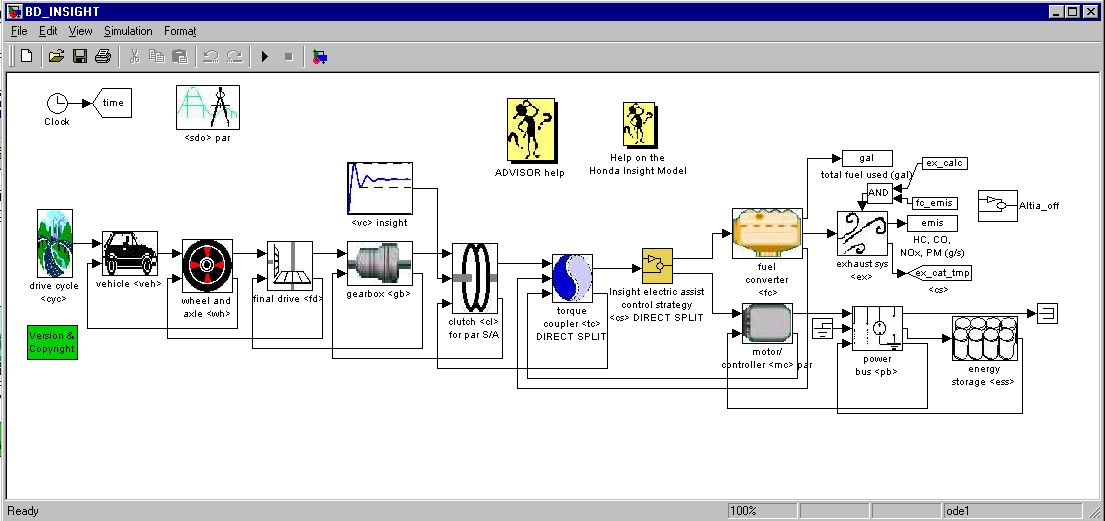 BD_INSIGHT
File Edit View Simulation Format
time
Clock
<sdo> par
ADVISOR help
Help on the
Honda Insight Model
<vc> insight
gal
total fuel used (gal)
ex_calc
AND
fc_emis
emis
HC, CO,
NOx, PM (g/s)
ex_cat_tmp
<cs>
Altia_off
drive cycle
<cyc>
vehicle <veh>
wheel and
axle <wh>
final drive <fd>
gearbox <gb>
clutch <cl>
for par S/A
torque
coupler <tc>
DIRECT SPLIT
Insight electric assist
control strategy
<cs> DIRECT SPLIT
fuel
converter
<fc>
exhaust sys
<ex>
motor/
controller <mc> par
power
bus <pb>
energy
storage <ess>
Version &
Copyright
Ready
100%
ode1